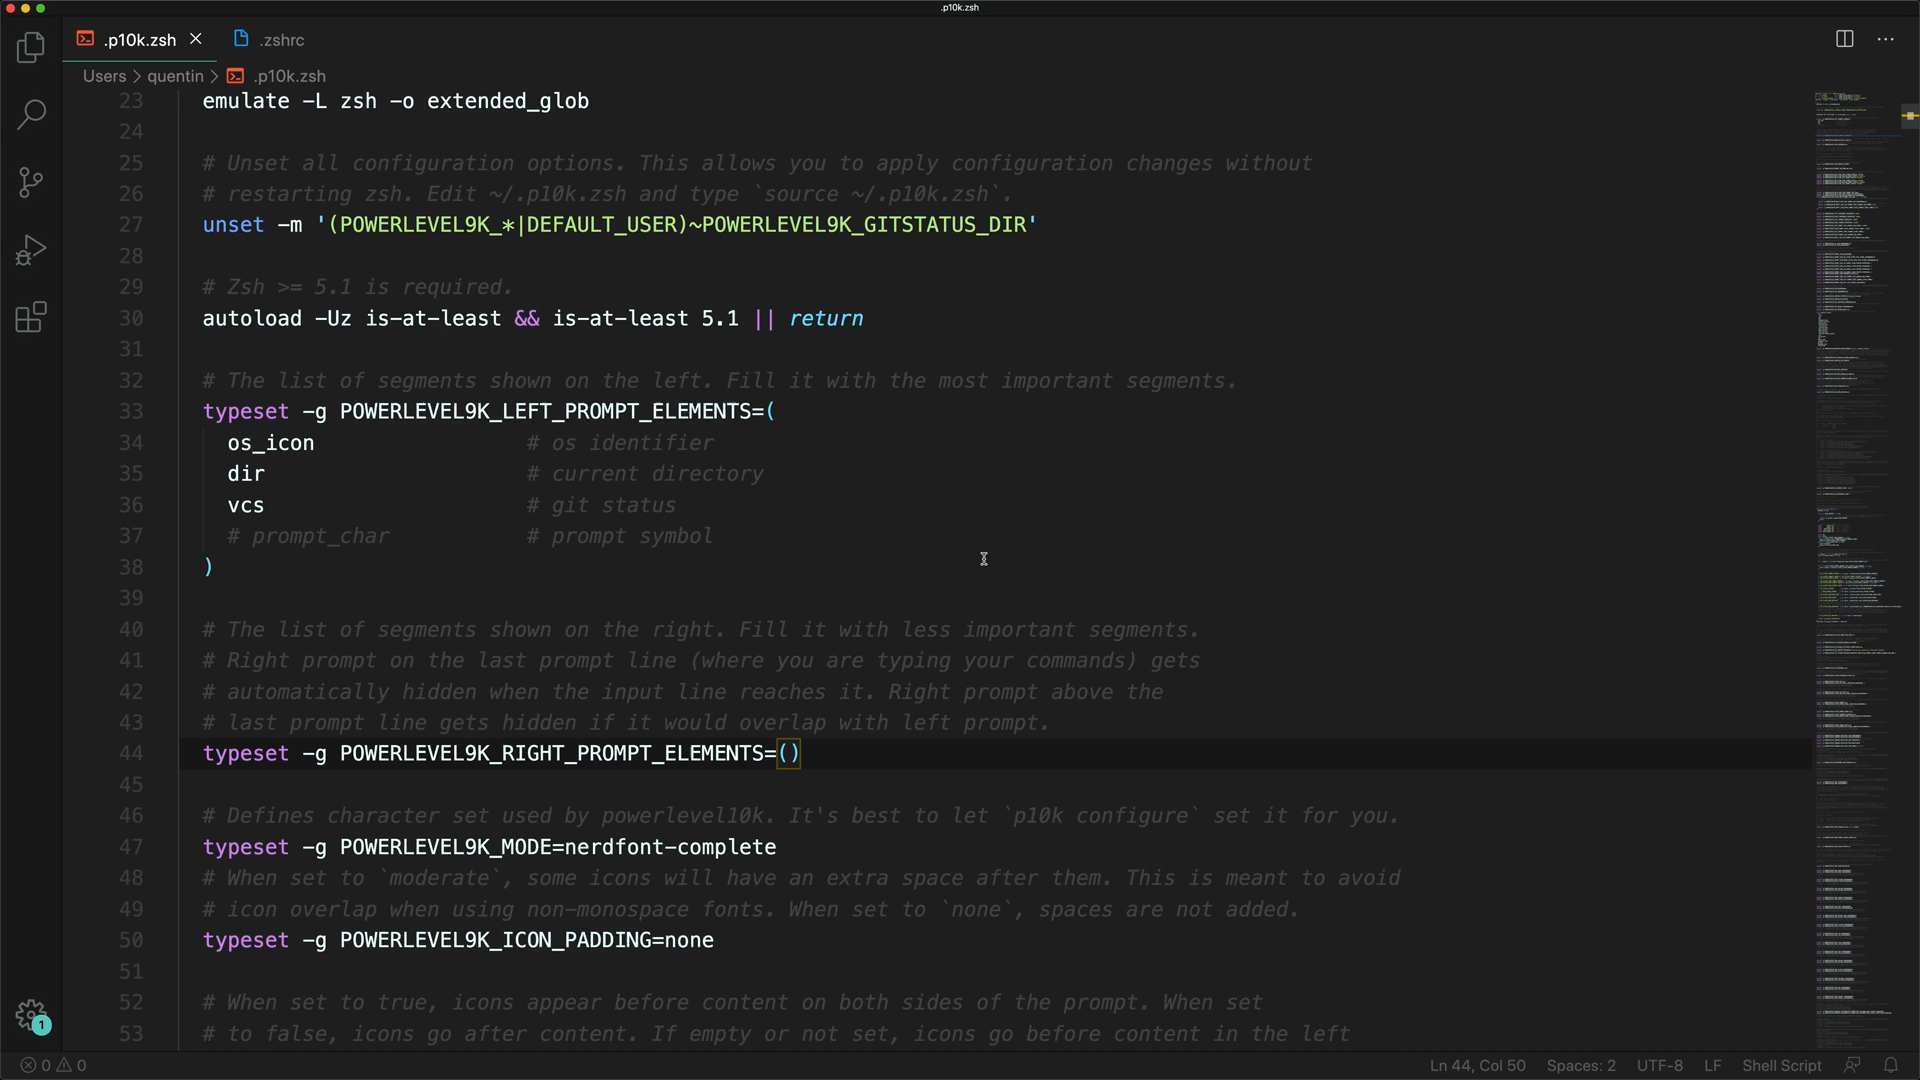 .p10k.zsh
.p10k.zsh
.zshrc
Users > quentin > .p10k.zsh
23 emulate -L zsh -o extended_glob
24
25 # Unset all configuration options. This allows you to apply configuration changes without
26 # restarting zsh. Edit ~/.p10k.zsh and type `source ~/.p10k.zsh`.
27 unset -m '(POWERLEVEL9K_*|DEFAULT_USER)~POWERLEVEL9K_GITSTATUS_DIR'
28
29 # Zsh >= 5.1 is required.
30 autoload -Uz is-at-least && is-at-least 5.1 || return
31
32 # The list of segments shown on the left. Fill it with the most important segments.
33 typeset -g POWERLEVEL9K_LEFT_PROMPT_ELEMENTS=(
34 os_icon # os identifier
35 dir # current directory
36 vcs # git status
37 # prompt_char # prompt symbol
38 )
39
40 # The list of segments shown on the right. Fill it with less important segments.
41 # Right prompt on the last prompt line (where you are typing your commands) gets
42 # automatically hidden when the input line reaches it. Right prompt above the
43 # last prompt line gets hidden if it would overlap with left prompt.
44 typeset -g POWERLEVEL9K_RIGHT_PROMPT_ELEMENTS=()
45
46 # Defines character set used by powerlevel10k. It's best to let `p10k configure` set it for you.
47 typeset -g POWERLEVEL9K_MODE=nerdfont-complete
48 # When set to `moderate`, some icons will have an extra space after them. This is meant to avoid
49 # icon overlap when using non-monospace fonts. When set to `none`, spaces are not added.
50 typeset -g POWERLEVEL9K_ICON_PADDING=none
51
52 # When set to true, icons appear before content on both sides of the prompt. When set
53 # to false, icons go after content. If empty or not set, icons go before content in the left
1
0 0
Ln 44, Col 50
Spaces: 2
UTF-8
LF
Shell Script